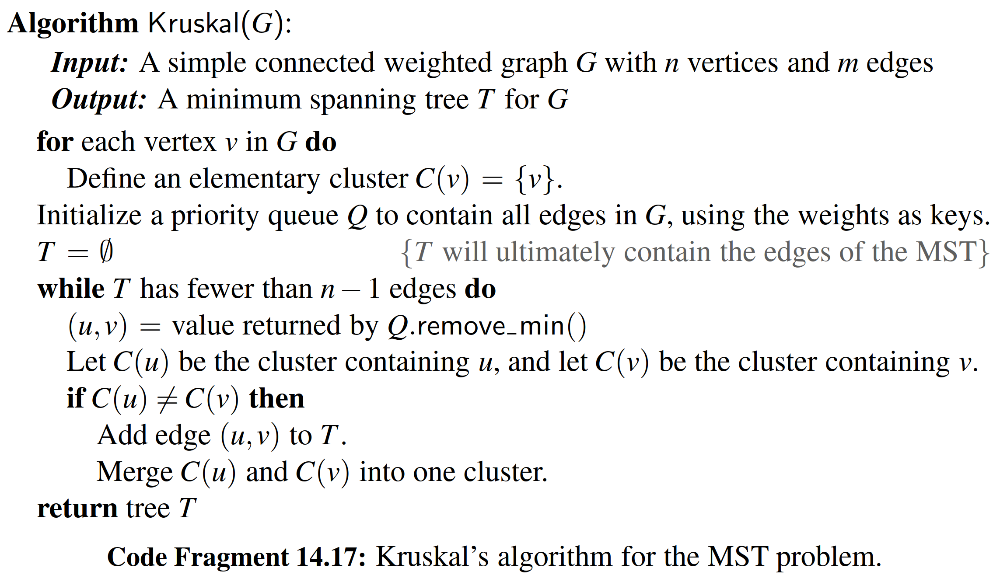 Algorithm Kruskal(G):
Input: A simple connected weighted graph G with n vertices and m edges
Output: A minimum spanning tree T for G
for each vertex v in G do
Define an elementary cluster C(v) = {v}.
Initialize a priority queue Q to contain all edges in G, using the weights as keys.
T = ∅ {T will ultimately contain the edges of the MST}
while T has fewer than n − 1 edges do
(u,v) = value returned by Q.remove_min()
Let C(u) be the cluster containing u, and let C(v) be the cluster containing v.
if C(u) ≠ C(v) then
Add edge (u,v) to T.
Merge C(u) and C(v) into one cluster.
return tree T
Code Fragment 14.17: Kruskal’s algorithm for the MST problem.